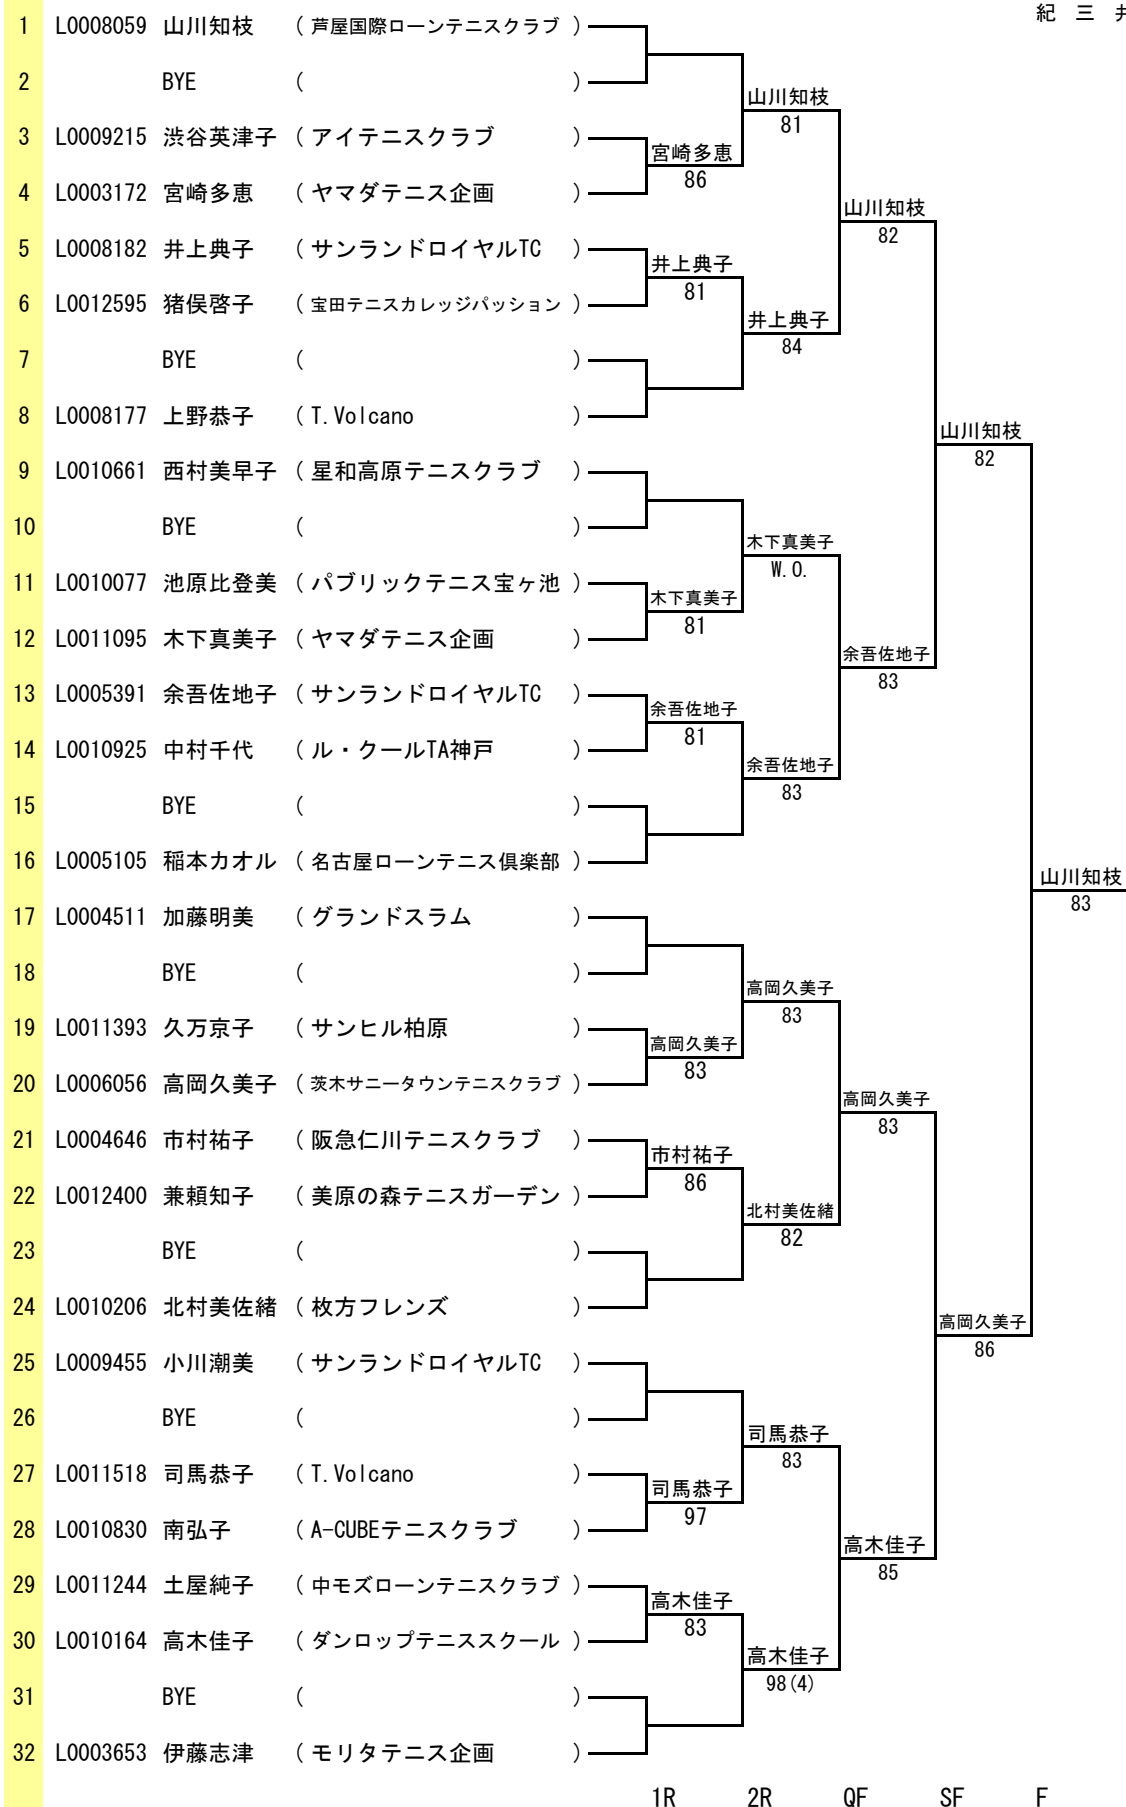 紀 三 井
1 L0008059 山川知枝 ( 芦屋国際ローンテニスクラブ )
2 BYE ( )
山川知枝
81
3 L0009215 渋谷英津子 ( アイテニスクラブ )
宮崎多恵
86
4 L0003172 宮崎多恵 ( ヤマダテニス企画 )
山川知枝
82
5 L0008182 井上典子 ( サンランドロイヤルTC )
井上典子
81
6 L0012595 猪俣啓子 ( 宝田テニスカレッジパッション )
井上典子
84
7 BYE ( )
8 L0008177 上野恭子 ( T.Volcano )
山川知枝
82
9 L0010661 西村美早子 ( 星和高原テニスクラブ )
10 BYE ( )
木下真美子
W.O.
11 L0010077 池原比登美 ( パブリックテニス宝ヶ池 )
木下真美子
81
12 L0011095 木下真美子 ( ヤマダテニス企画 )
余吾佐地子
83
13 L0005391 余吾佐地子 ( サンランドロイヤルTC )
余吾佐地子
81
14 L0010925 中村千代 ( ル・クールTA神戸 )
余吾佐地子
83
15 BYE ( )
16 L0005105 稲本カオル ( 名古屋ローンテニス倶楽部 )
山川知枝
83
17 L0004511 加藤明美 ( グランドスラム )
18 BYE ( )
高岡久美子
83
19 L0011393 久万京子 ( サンヒル柏原 )
高岡久美子
83
20 L0006056 高岡久美子 ( 茨木サニータウンテニスクラブ )
高岡久美子
83
21 L0004646 市村祐子 ( 阪急仁川テニスクラブ )
市村祐子
86
22 L0012400 兼頼知子 ( 美原の森テニスガーデン )
北村美佐緒
82
23 BYE ( )
24 L0010206 北村美佐緒 ( 枚方フレンズ )
高岡久美子
86
25 L0009455 小川潮美 ( サンランドロイヤルTC )
26 BYE ( )
司馬恭子
83
27 L0011518 司馬恭子 ( T.Volcano )
司馬恭子
97
28 L0010830 南弘子 ( A-CUBEテニスクラブ )
高木佳子
85
29 L0011244 土屋純子 ( 中モズローンテニスクラブ )
高木佳子
83
30 L0010164 高木佳子 ( ダンロップテニススクール )
高木佳子
98(4)
31 BYE ( )
32 L0003653 伊藤志津 ( モリタテニス企画 )
1R 2R QF SF F